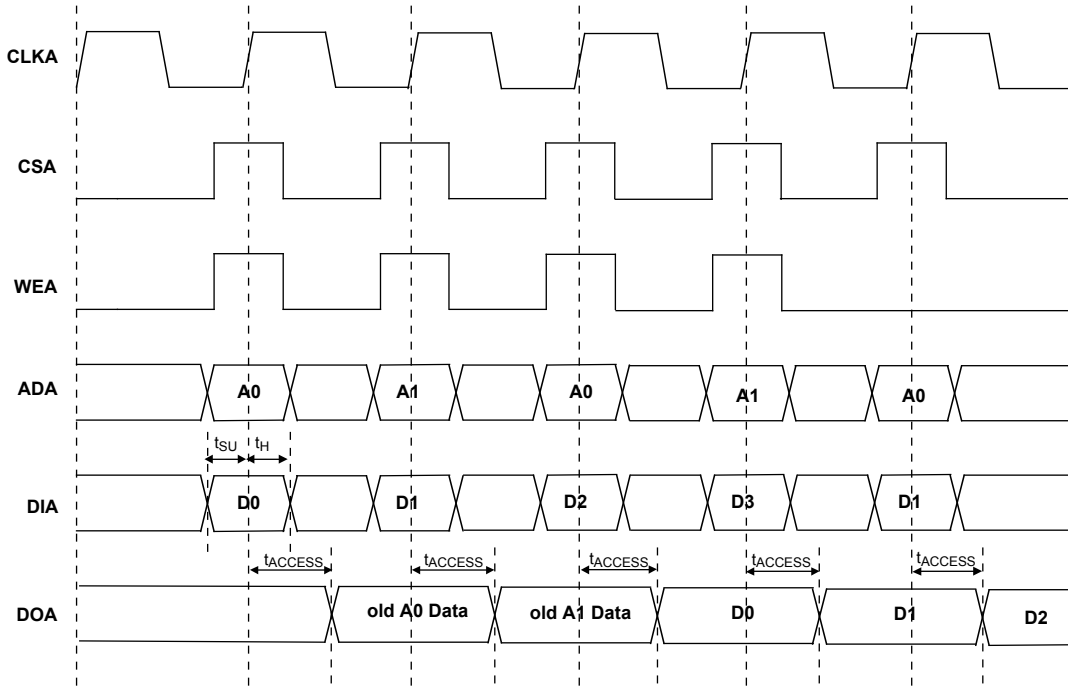 CLKA
CSA
WEA
ADA A0 A1 A0 A1 A0
tSU tH
DIA D0 D1 D2 D3 D1
tACCESS tACCESS tACCESS tACCESS tACCESS
DOA old A0 Data old A1 Data D0 D1 D2